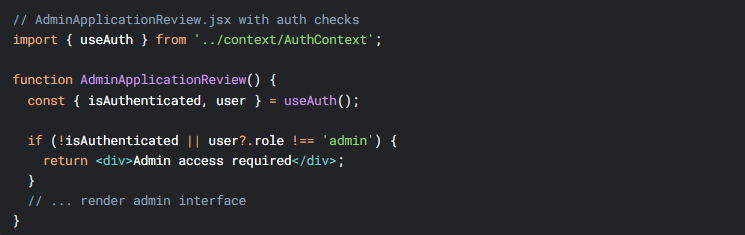 // AdminApplicationReview.jsx with auth checks
import { useAuth } from '../context/AuthContext';
function AdminApplicationReview() {
const { isAuthenticated, user } = useAuth();
if (!isAuthenticated || user?.role !== 'admin') {
return <div>Admin access required</div>;
}
// ... render admin interface
}